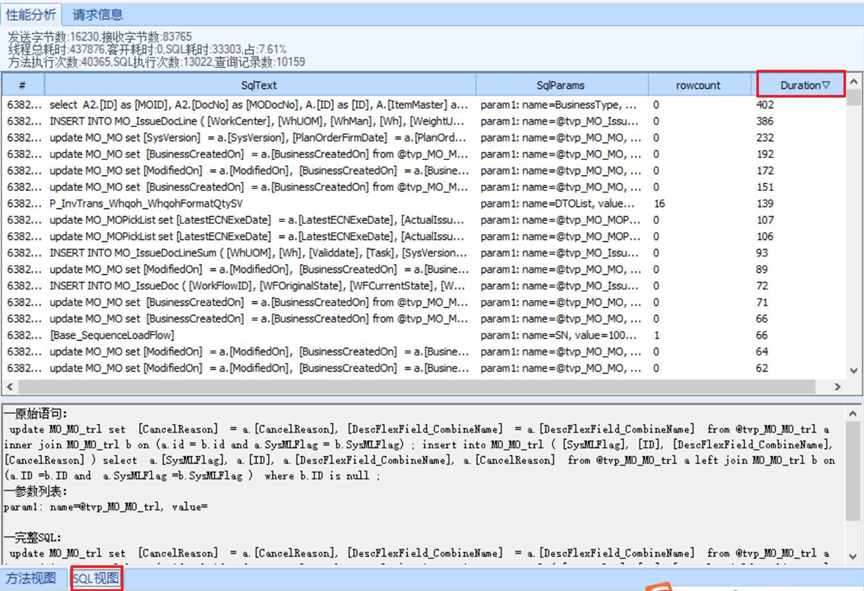 性能分析 请求信息
发送字节数:16230,接收字节数:83765
线程总耗时:437876,客开耗时:0,SQL耗时:33303,占:7.61%
方法执行次数:40365,SQL执行次数:13022,查询记录数:10159
# SqlText SqlParams rowcount Duration▽
6382... select A2.[ID] as [MOID], A2.[DocNo] as [MODocNo], A.[ID] as [ID], A.[ItemMaster] a... param1: name=BusinessType, ... 0 402
6382... INSERT INTO MO_IssueDocLine ( [WorkCenter], [WhUOM], [WhMan], [Wh], [WeightU... param1: name=@tvp_MO_Issu... 0 386
6382... update MO_MO set [SysVersion] = a.[SysVersion], [PlanOrderFirmDate] = a.[PlanOrd... param1: name=@tvp_MO_MO, ... 0 232
6382... update MO_MO set [BusinessCreatedOn] = a.[BusinessCreatedOn] from @tvp_MO_M... param1: name=@tvp_MO_MO, ... 0 192
6382... update MO_MO set [ModifiedOn] = a.[ModifiedOn], [BusinessCreatedOn] = a.[Busine... param1: name=@tvp_MO_MO, ... 0 172
6382... update MO_MO set [BusinessCreatedOn] = a.[BusinessCreatedOn] from @tvp_MO_M... param1: name=@tvp_MO_MO, ... 0 151
6382... P_InvTrans_Whqoh_WhqohFormatQtySV param1: name=DTOList, value... 16 139
6382... update MO_MOPickList set [LatestECNExeDate] = a.[LatestECNExeDate], [ActualIssu... param1: name=@tvp_MO_MOP... 0 107
6382... update MO_MOPickList set [LatestECNExeDate] = a.[LatestECNExeDate], [ActualIssu... param1: name=@tvp_MO_MOP... 0 106
6382... INSERT INTO MO_IssueDocLineSum ( [WhUOM], [Wh], [Validdate], [Task], [SysVersion... param1: name=@tvp_MO_Issu... 0 93
6382... update MO_MO set [ModifiedOn] = a.[ModifiedOn], [BusinessCreatedOn] = a.[Busine... param1: name=@tvp_MO_MO, ... 0 89
6382... INSERT INTO MO_IssueDoc ( [WorkFlowID], [WFOriginalState], [WFCurrentState], [W... param1: name=@tvp_MO_Issu... 0 72
6382... update MO_MO set [BusinessCreatedOn] = a.[BusinessCreatedOn] from @tvp_MO_M... param1: name=@tvp_MO_MO, ... 0 71
6382... update MO_MO set [BusinessCreatedOn] = a.[BusinessCreatedOn] from @tvp_MO_M... param1: name=@tvp_MO_MO, ... 0 66
6382... [Base_SequenceLoadFlow] param1: name=SN, value=100... 1 66
6382... update MO_MO set [ModifiedOn] = a.[ModifiedOn], [BusinessCreatedOn] = a.[Busine... param1: name=@tvp_MO_MO, ... 0 64
6382... update MO_MO set [ModifiedOn] = a.[ModifiedOn], [BusinessCreatedOn] = a.[Busine... param1: name=@tvp_MO_MO, ... 0 62
—原始语句:
update MO_MO_trl set [CancelReason] = a.[CancelReason], [DescFlexField_CombineName] = a.[DescFlexField_CombineName] from @tvp_MO_MO_trl a
inner join MO_MO_trl b on (a.id = b.id and a.SysMLFlag = b.SysMLFlag) ; insert into MO_MO_trl ( [SysMLFlag], [ID], [DescFlexField_CombineName],
[CancelReason] ) select a.[SysMLFlag], a.[ID], a.[DescFlexField_CombineName], a.[CancelReason] from @tvp_MO_MO_trl a left join MO_MO_trl b on
(a.ID =b.ID and a.SysMLFlag =b.SysMLFlag ) where b.ID is null ;
—参数列表:
param1: name=@tvp_MO_MO_trl, value=
—完整SQL:
update MO_MO_trl set [CancelReason] = a.[CancelReason], [DescFlexField_CombineName] = a.[DescFlexField_CombineName] from @tvp_MO_MO_trl a
方法视图 SQL视图